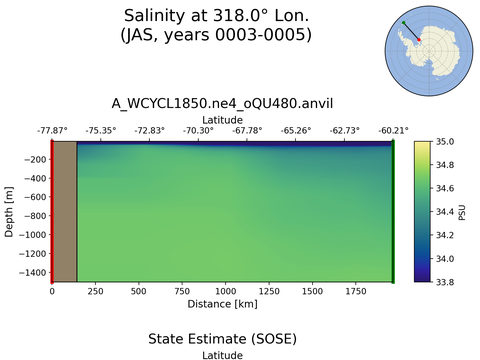 Salinity at 318.0° Lon.
(JAS, years 0003-0005)
A_WCYCL1850.ne4_oQU480.anvil
Latitude
-77.87° -75.35° -72.83° -70.30° -67.78° -65.26° -62.73° -60.21°
Depth [m]
−200
−400
−600
−800
−1000
−1200
−1400
0 250 500 750 1000 1250 1500 1750
Distance [km]
35.0
34.8
34.6
34.4
34.2
34.0
33.8
PSU
State Estimate (SOSE)
Latitude